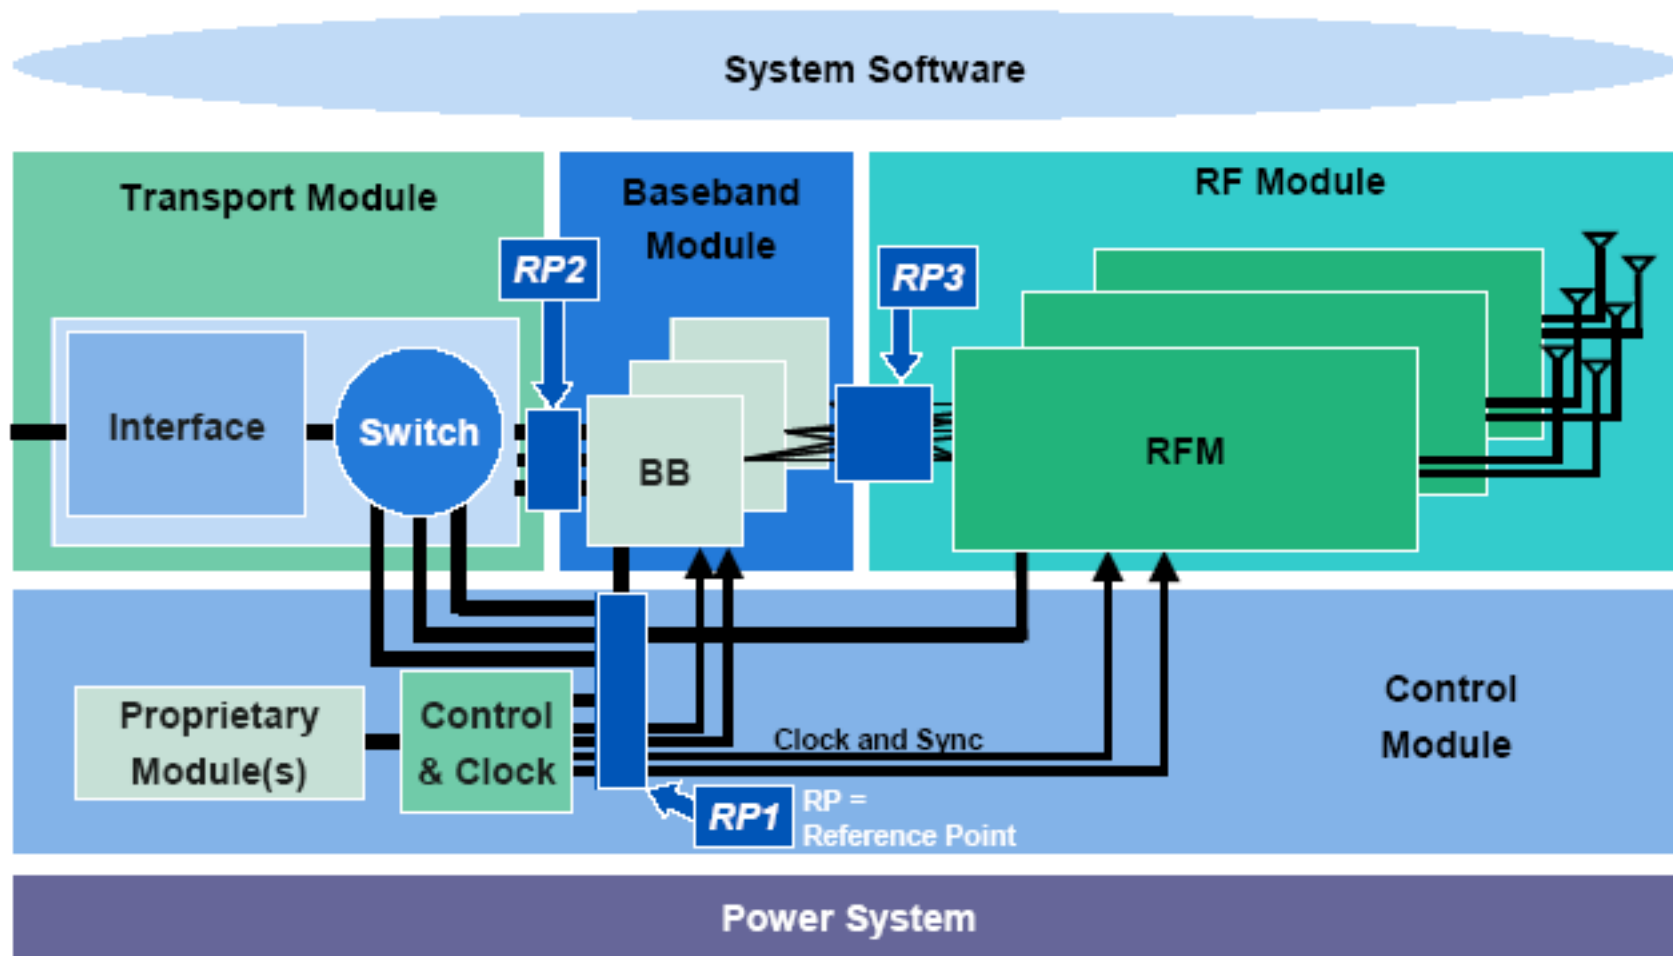 System Software
Transport Module
Baseband
Module
RF Module
RP2
RP3
Interface
Switch
BB
RFM
Proprietary
Module(s)
Control
& Clock
Clock and Sync
Control
Module
RP1
RP =
Reference Point
Power System